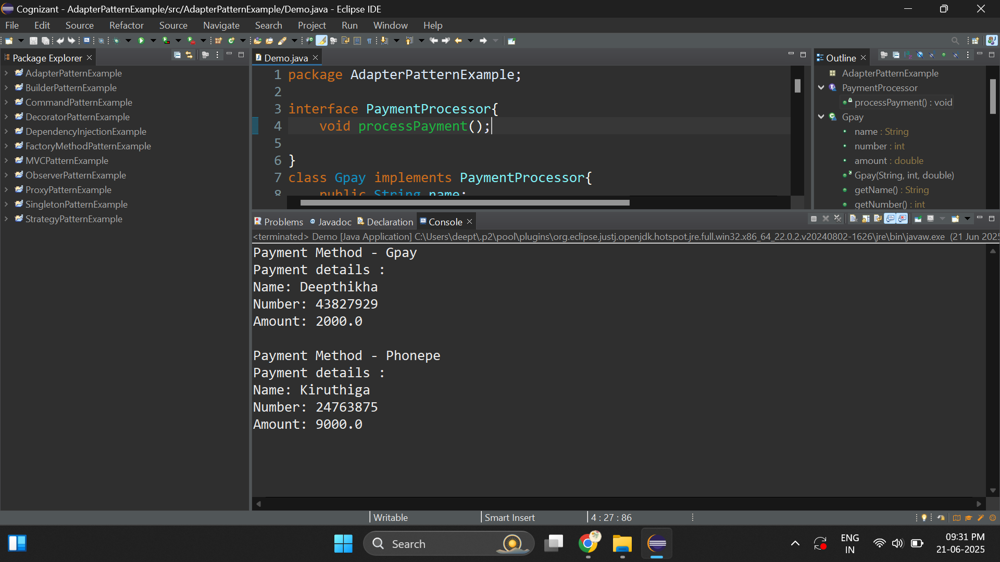 Cognizant - AdapterPatternExample/src/AdapterPatternExample/Demo.java - Eclipse IDE
File Edit Source Refactor Source Navigate Search Project Run Window Help
Package Explorer
AdapterPatternExample
BuilderPatternExample
CommandPatternExample
DecoratorPatternExample
DependencyInjectionExample
FactoryMethodPatternExample
MVCPatternExample
ObserverPatternExample
ProxyPatternExample
SingletonPatternExample
StrategyPatternExample
Demo.java
1 package AdapterPatternExample;
2
3 interface PaymentProcessor{
4 void processPayment();
5
6 }
7 class Gpay implements PaymentProcessor{
8 public String name;
Outline
AdapterPatternExample
PaymentProcessor
processPayment() : void
Gpay
name : String
number : int
amount : double
Gpay(String, int, double)
getName() : String
getNumber() : int
Problems Javadoc Declaration Console
<terminated> Demo [Java Application] C:\Users\deept\.p2\pool\plugins\org.eclipse.justj.openjdk.hotspot.jre.full.win32.x86_64_22.0.2.v20240802-1626\jre\bin\javaw.exe (21 Jun 2025
Payment Method - Gpay
Payment details :
Name: Deepthikha
Number: 43827929
Amount: 2000.0
Payment Method - Phonepe
Payment details :
Name: Kiruthiga
Number: 24763875
Amount: 9000.0
Writable Smart Insert 4 : 27 : 86
Search
ENG
IN
09:31 PM
21-06-2025